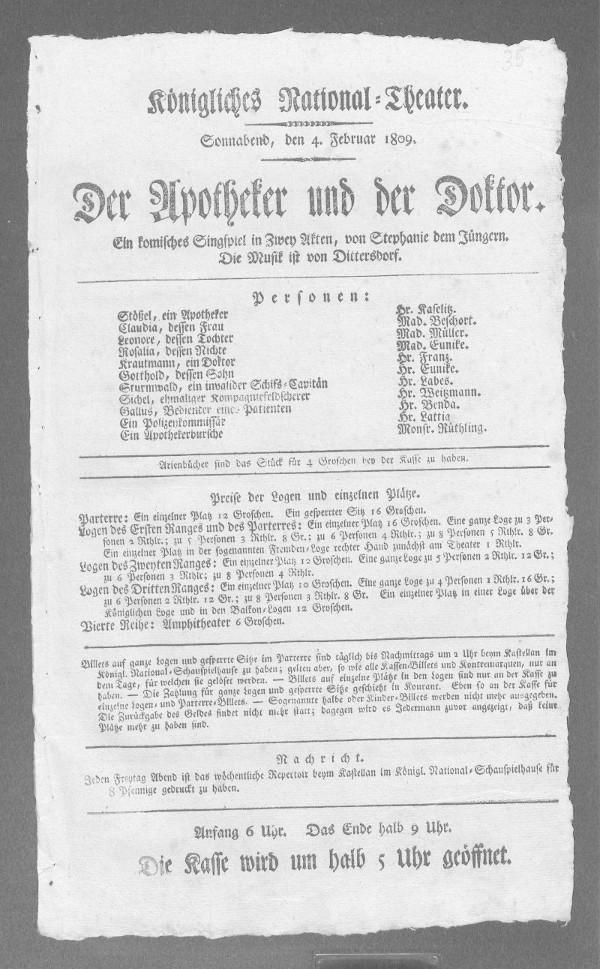 35
Königliches National-Theater.
Sonnabend, den 4. Februar 1809.
Der Apotheker und der Doktor.
Ein komisches Singspiel in Zwey Akten, von Stephanie dem Jüngern.
Die Musik ist von Dittersdorf.
Personen:
Stößel, ein Apotheker Hr. Kaselitz.
Claudia, dessen Frau Mad. Beschort.
Leonore, dessen Tochter Mad. Müller.
Rosalia, dessen Nichte Mad. Eunike.
Krautmann, ein Doktor Hr. Franz.
Gotthold, dessen Sohn Hr. Eunike.
Sturmwald, ein invalider Schifs-Capitän Hr. Labes.
Sichel, ehmaliger Kompagniefeldscherer Hr. Weitzmann.
Gallus, Bedienter eines Patienten Hr. Benda.
Ein Polizeykommissär Hr. Lattig
Ein Apothekerbursche Monsr. Rüthling.
Arienbücher sind das Stück für 4 Groschen bey der Kasse zu haben.
Preise der Logen und einzelnen Plätze.
Parterre: Ein einzelner Platz 12 Groschen. Ein gesperrter Sitz 16 Groschen.
Logen des Ersten Ranges und des Parterres: Ein einzelner Platz 16 Groschen. Eine ganze Loge zu 3 Per-
sonen 2 Rthlr.; zu 5 Personen 3 Rthlr. 8 Gr.; zu 6 Personen 4 Rthlr.; zu 8 Personen 5 Rthlr. 8 Gr.
Ein einzelner Platz in der sogenannten Fremden-Loge rechter Hand zunächst am Theater 1 Rthlr.
Logen des Zweyten Ranges: Ein einzelner Platz 12 Groschen. Eine ganze Loge zu 5 Personen 2 Rthlr. 12 Gr.;
zu 6 Personen 3 Rthlr.; zu 8 Personen 4 Rthlr.
Logen des Dritten Ranges: Ein einzelner Platz 10 Groschen. Eine ganze Loge zu 4 Personen 1 Rthlr. 16 Gr.;
zu 6 Personen 2 Rthlr. 12 Gr.; zu 8 Personen 3 Rthlr. 8 Gr. Ein einzelner Platz in einer Loge über der
Königlichen Loge und in den Balkon-Logen 12 Groschen.
Vierte Reihe: Amphitheater 6 Groschen.
Billets auf ganze Logen und gesperrte Sitze im Parterre sind täglich bis Nachmittags um 2 Uhr beym Kastellan im
Königl. National-Schauspielhause zu haben; gelten aber, so wie alle Kassen-Billets und Kontremarquen, nur an
dem Tage, für welchen sie gelöset werden. — Billets auf einzelne Plätze in den Logen sind nur an der Kasse zu
haben. — Die Zahlung für ganze Logen und gesperrte Sitze geschieht in Kourant. Eben so an der Kasse für
einzelne Logen- und Parterre-Billets. — Sogenannte halbe oder Kinder-Billets werden nicht mehr ausgegeben.
Die Zurückgabe des Geldes findet nicht mehr statt; dagegen wird es Jedermann zuvor angezeigt, daß keine
Plätze mehr zu haben sind.
Nachricht.
Jeden Freytag Abend ist das wöchentliche Repertoir beym Kastellan im Königl. National-Schauspielhause für
8 Pfennige gedruckt zu haben.
Anfang 6 Uhr. Das Ende halb 9 Uhr.
Die Kasse wird um halb 5 Uhr geöffnet.